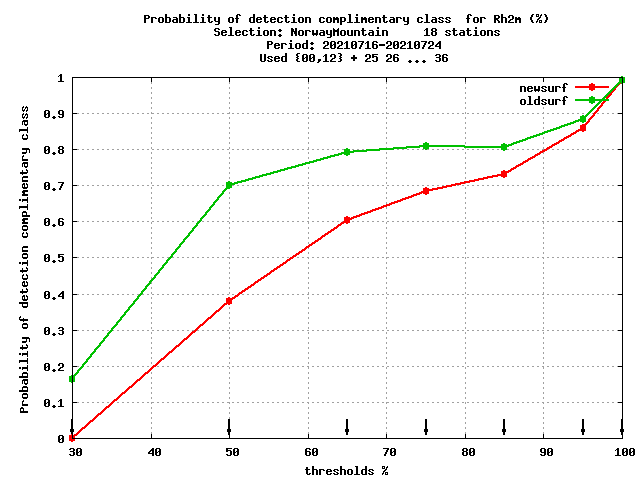 Probability of detection complimentary class  for Rh2m (%)
Selection: NorwayMountain     18 stations
Period: 20210716-20210724
Used {00,12} + 25 26 ... 36
newsurf
oldsurf
Probability of detection complimentary class
1
0.9
0.8
0.7
0.6
0.5
0.4
0.3
0.2
0.1
0
30 40 50 60 70 80 90 100
thresholds %